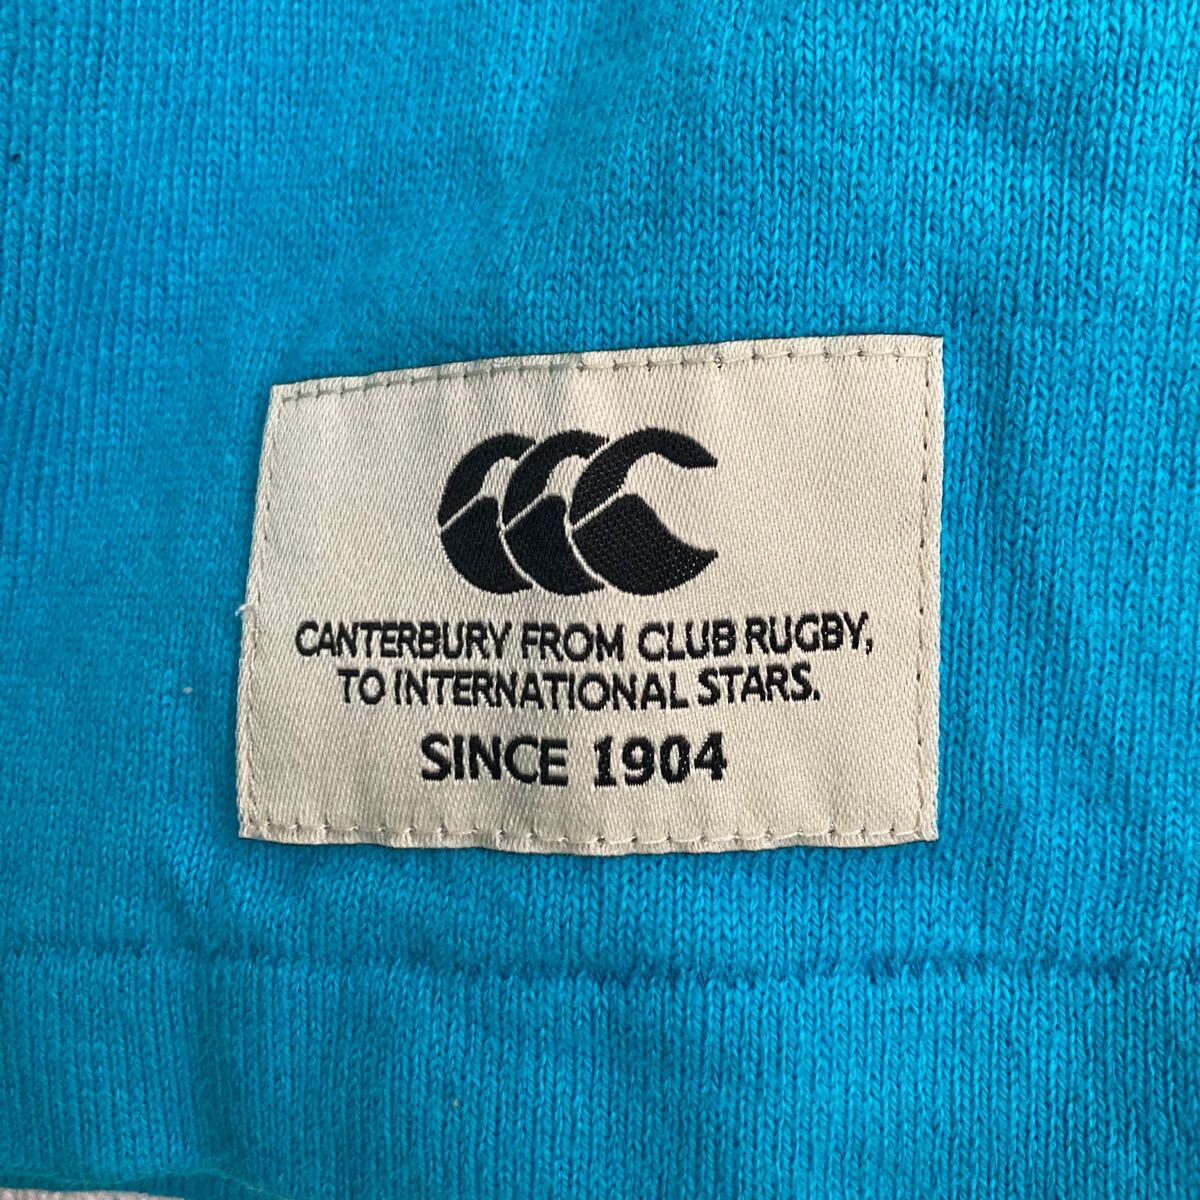 CANTERBURY FROM CLUB RUGBY,
TO INTERNATIONAL STARS.
SINCE 1904